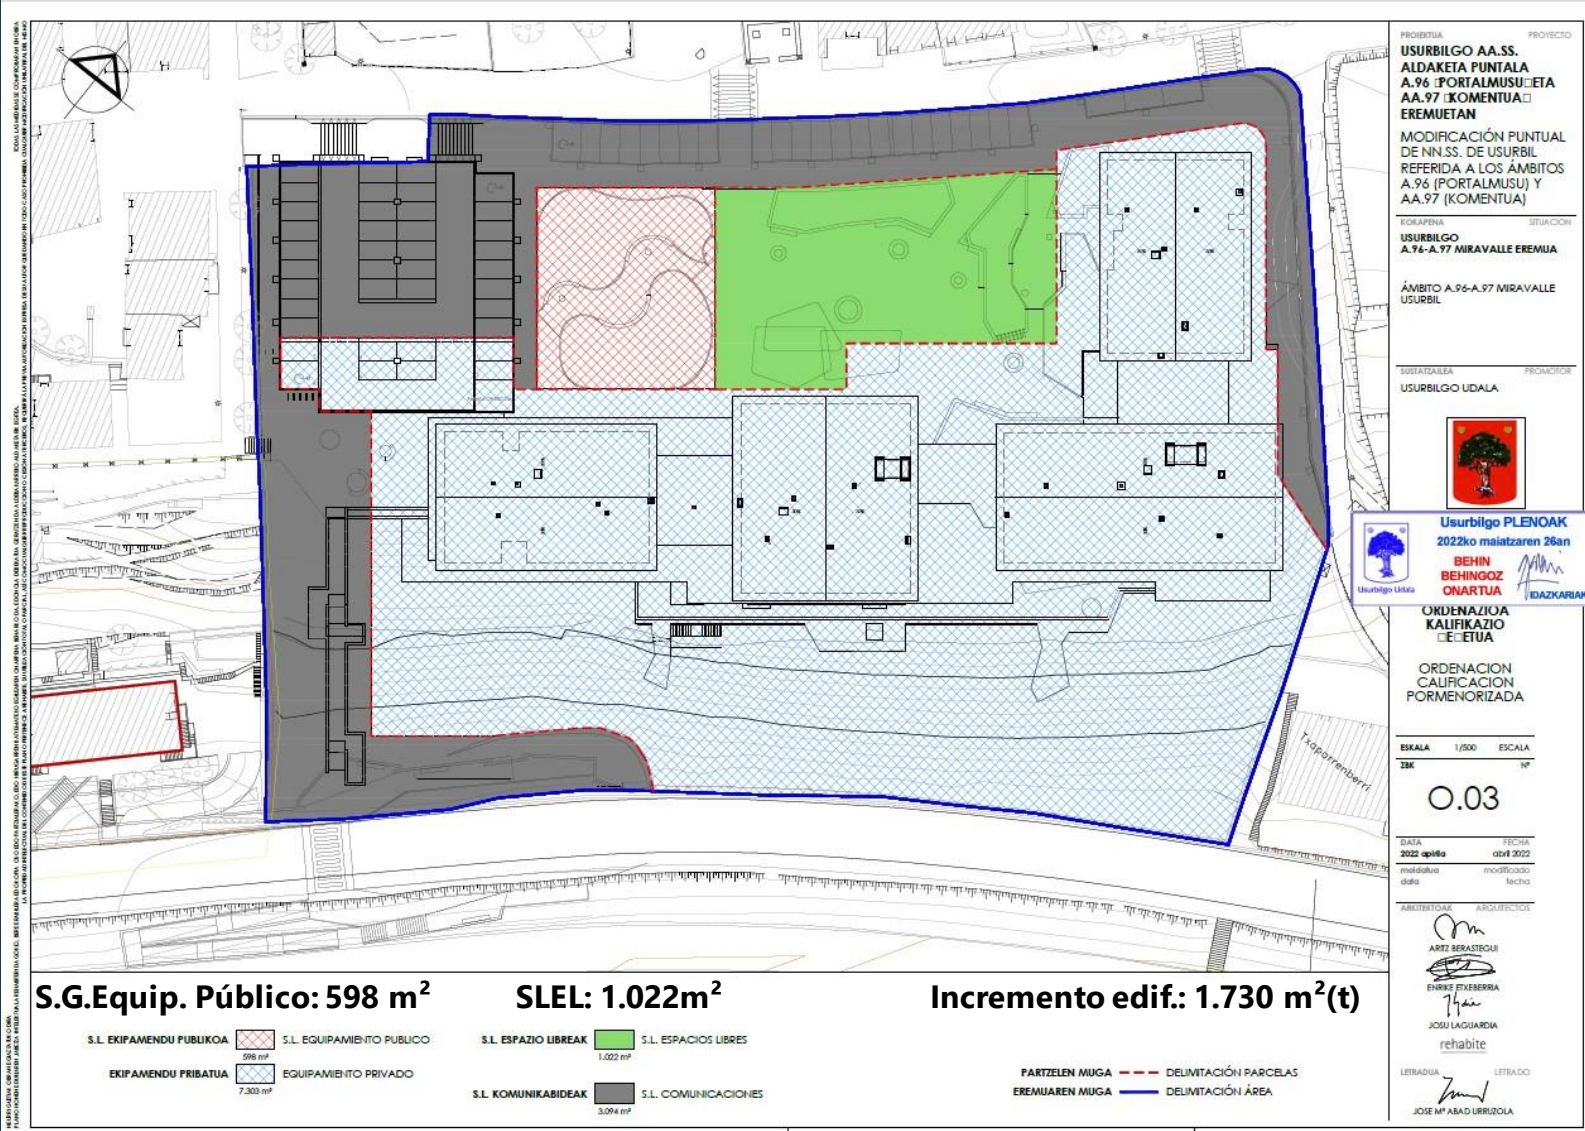 PROIEKTUA PROYECTO
USURBILGO AA.SS.
ALDAKETA PUNTALA
A.96 □PORTALMUSU□ETA
AA.97 □KOMENTUA□
EREMUETAN
MODIFICACIÓN PUNTUAL
DE NN.SS. DE USURBIL
REFERIDA A LOS ÁMBITOS
A.96 (PORTALMUSU) Y
AA.97 (KOMENTUA)
KOKAPENA SITUACION
USURBILGO
A.96-A.97 MIRAVALLE EREMUA
ÁMBITO A.96-A.97 MIRAVALLE
USURBIL
SUSTATZAILEA PROMOTOR
USURBILGO UDALA
Usurbilgo Udala
Usurbilgo PLENOAK
2022ko maiatzaren 26an
BEHIN
BEHINGOZ
ONARTUA
IDAZKARIAK
ORDENAZIOA
KALIFIKAZIO
□E□ETUA
ORDENACION
CALIFICACION
PORMENORIZADA
ESKALA 1/500 ESCALA
ZBK Nº
O.03
DATA FECHA
2022 apirila abril 2022
moldatua modificado
data fecha
ARKITEKTOAK ARQUITECTOS
ARITZ BERASTEGUI
ENRIKE ETXEBERRIA
JOSU LAGUARDIA
rehabite
LETRADUA LETRADO
JOSE Mª ABAD URRUZOLA
Txaparrenberri
S.G.Equip. Público: 598 m²
SLEL: 1.022m²
Incremento edif.: 1.730 m²(t)
S.L. EKIPAMENDU PUBLIKOA S.L. EQUIPAMIENTO PUBLICO
598 m²
EKIPAMENDU PRIBATUA EQUIPAMIENTO PRIVADO
7.303 m²
S.L. ESPAZIO LIBREAK S.L. ESPACIOS LIBRES
1.022 m²
S.L. KOMUNIKABIDEAK S.L. COMUNICACIONES
3.094 m²
PARTZELEN MUGA DELIMITACIÓN PARCELAS
EREMUAREN MUGA DELIMITACIÓN ÁREA